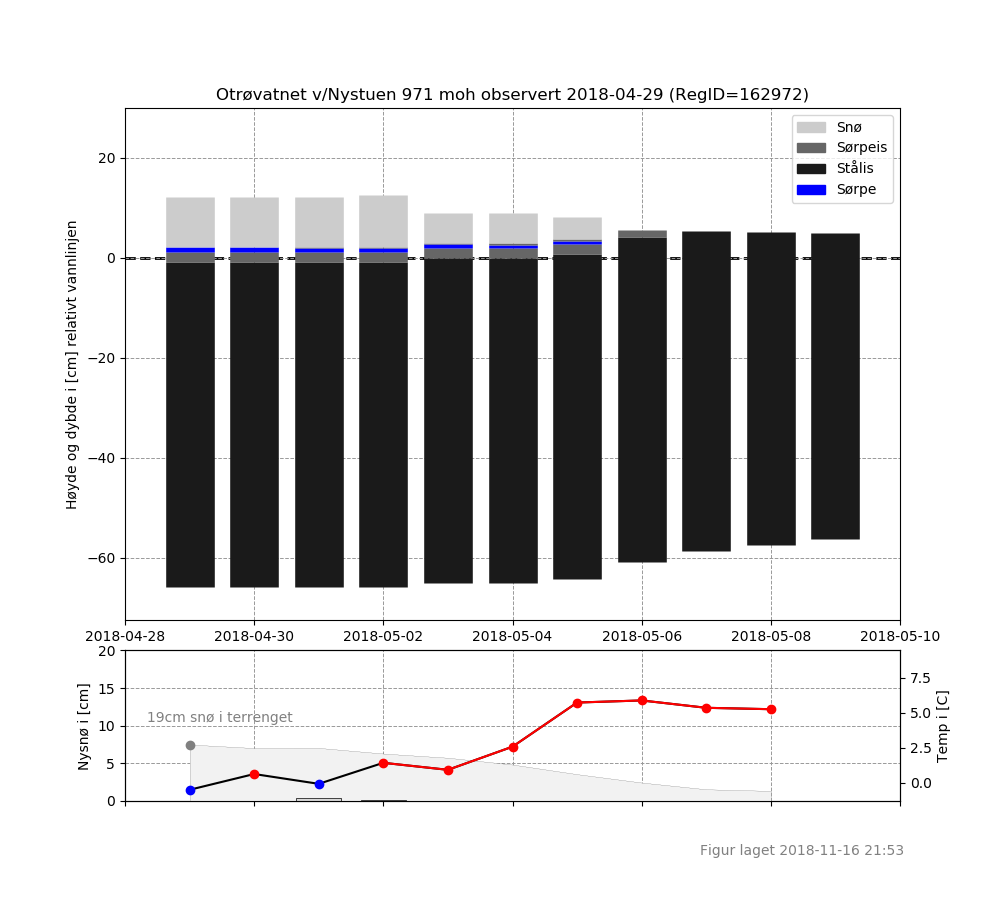 Otrøvatnet v/Nystuen 971 moh observert 2018-04-29 (RegID=162972)
Høyde og dybde i [cm] relativt vannlinjen
20
0
−20
−40
−60
Snø
Sørpeis
Stålis
Sørpe
2018-04-28 2018-04-30 2018-05-02 2018-05-04 2018-05-06 2018-05-08 2018-05-10
Nysnø i [cm]
20
15
10
5
0
19cm snø i terrenget
7.5
5.0
2.5
0.0
Temp i [C]
Figur laget 2018-11-16 21:53